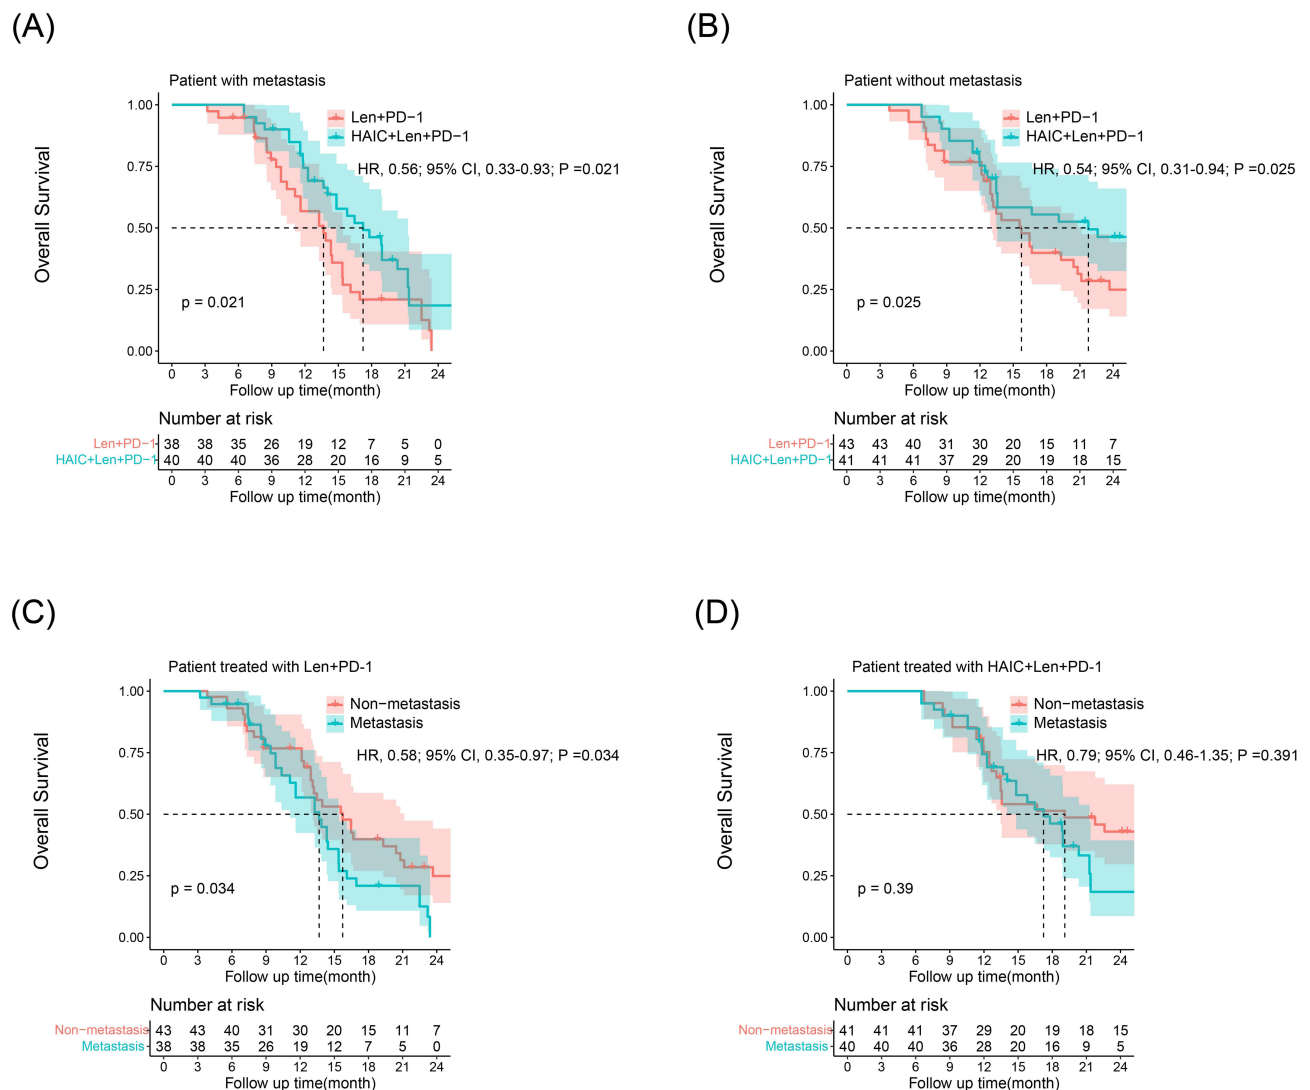 (A)
Patient with metastasis
Overall Survival
1.00
0.75
0.50
0.25
0.00
Len+PD−1
HAIC+Len+PD−1
HR, 0.56; 95% CI, 0.33-0.93; P =0.021
p = 0.021
0 3 6 9 12 15 18 21 24
Follow up time(month)
Number at risk
Len+PD−1 38 38 35 26 19 12 7 5 0
HAIC+Len+PD−1 40 40 40 36 28 20 16 9 5
0 3 6 9 12 15 18 21 24
Follow up time(month)
(B)
Patient without metastasis
Overall Survival
1.00
0.75
0.50
0.25
0.00
Len+PD−1
HAIC+Len+PD−1
HR, 0.54; 95% CI, 0.31-0.94; P =0.025
p = 0.025
0 3 6 9 12 15 18 21 24
Follow up time(month)
Number at risk
Len+PD−1 43 43 40 31 30 20 15 11 7
HAIC+Len+PD−1 41 41 41 37 29 20 19 18 15
0 3 6 9 12 15 18 21 24
Follow up time(month)
(C)
Patient treated with Len+PD-1
Overall Survival
1.00
0.75
0.50
0.25
0.00
Non−metastasis
Metastasis
HR, 0.58; 95% CI, 0.35-0.97; P =0.034
p = 0.034
0 3 6 9 12 15 18 21 24
Follow up time(month)
Number at risk
Non−metastasis 43 43 40 31 30 20 15 11 7
Metastasis 38 38 35 26 19 12 7 5 0
0 3 6 9 12 15 18 21 24
Follow up time(month)
(D)
Patient treated with HAIC+Len+PD-1
Overall Survival
1.00
0.75
0.50
0.25
0.00
Non−metastasis
Metastasis
HR, 0.79; 95% CI, 0.46-1.35; P =0.391
p = 0.39
0 3 6 9 12 15 18 21 24
Follow up time(month)
Number at risk
Non−metastasis 41 41 41 37 29 20 19 18 15
Metastasis 40 40 40 36 28 20 16 9 5
0 3 6 9 12 15 18 21 24
Follow up time(month)